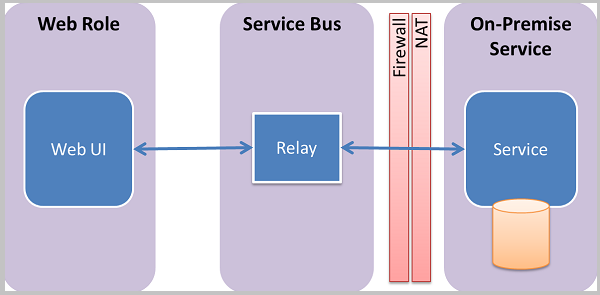 Web Role
Service Bus
Firewall
NAT
On-Premise
Service
Web UI
Relay
Service